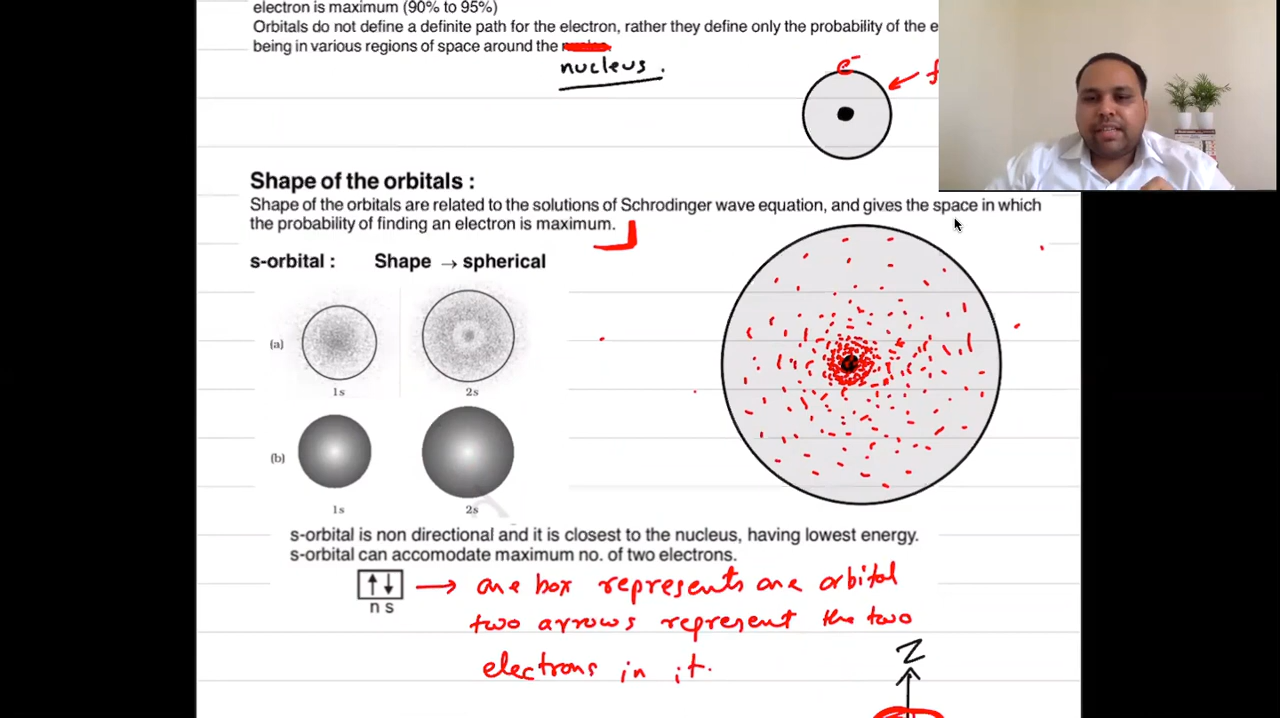 electron is maximum (90% to 95%)
Orbitals do not define a definite path for the electron, rather they define only the probability of the e
being in various regions of space around the
nucleus.
e⁻
Shape of the orbitals :
Shape of the orbitals are related to the solutions of Schrodinger wave equation, and gives the space in which
the probability of finding an electron is maximum.
s-orbital : Shape → spherical
(a)
1s 2s
(b)
1s 2s
s-orbital is non directional and it is closest to the nucleus, having lowest energy.
s-orbital can accomodate maximum no. of two electrons.
↑↓ → one box represents one orbital
n s
two arrows represent the two
electrons in it.
Z